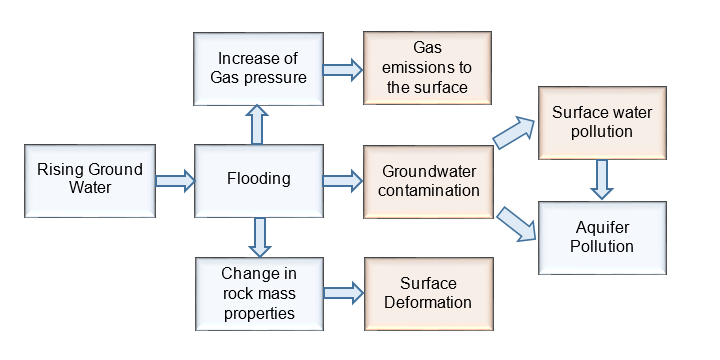 Increase of
Gas pressure
Gas
emissions to
the surface
Surface water
pollution
Rising Ground
Water
Flooding
Groundwater
contamination
Aquifer
Pollution
Change in
rock mass
properties
Surface
Deformation